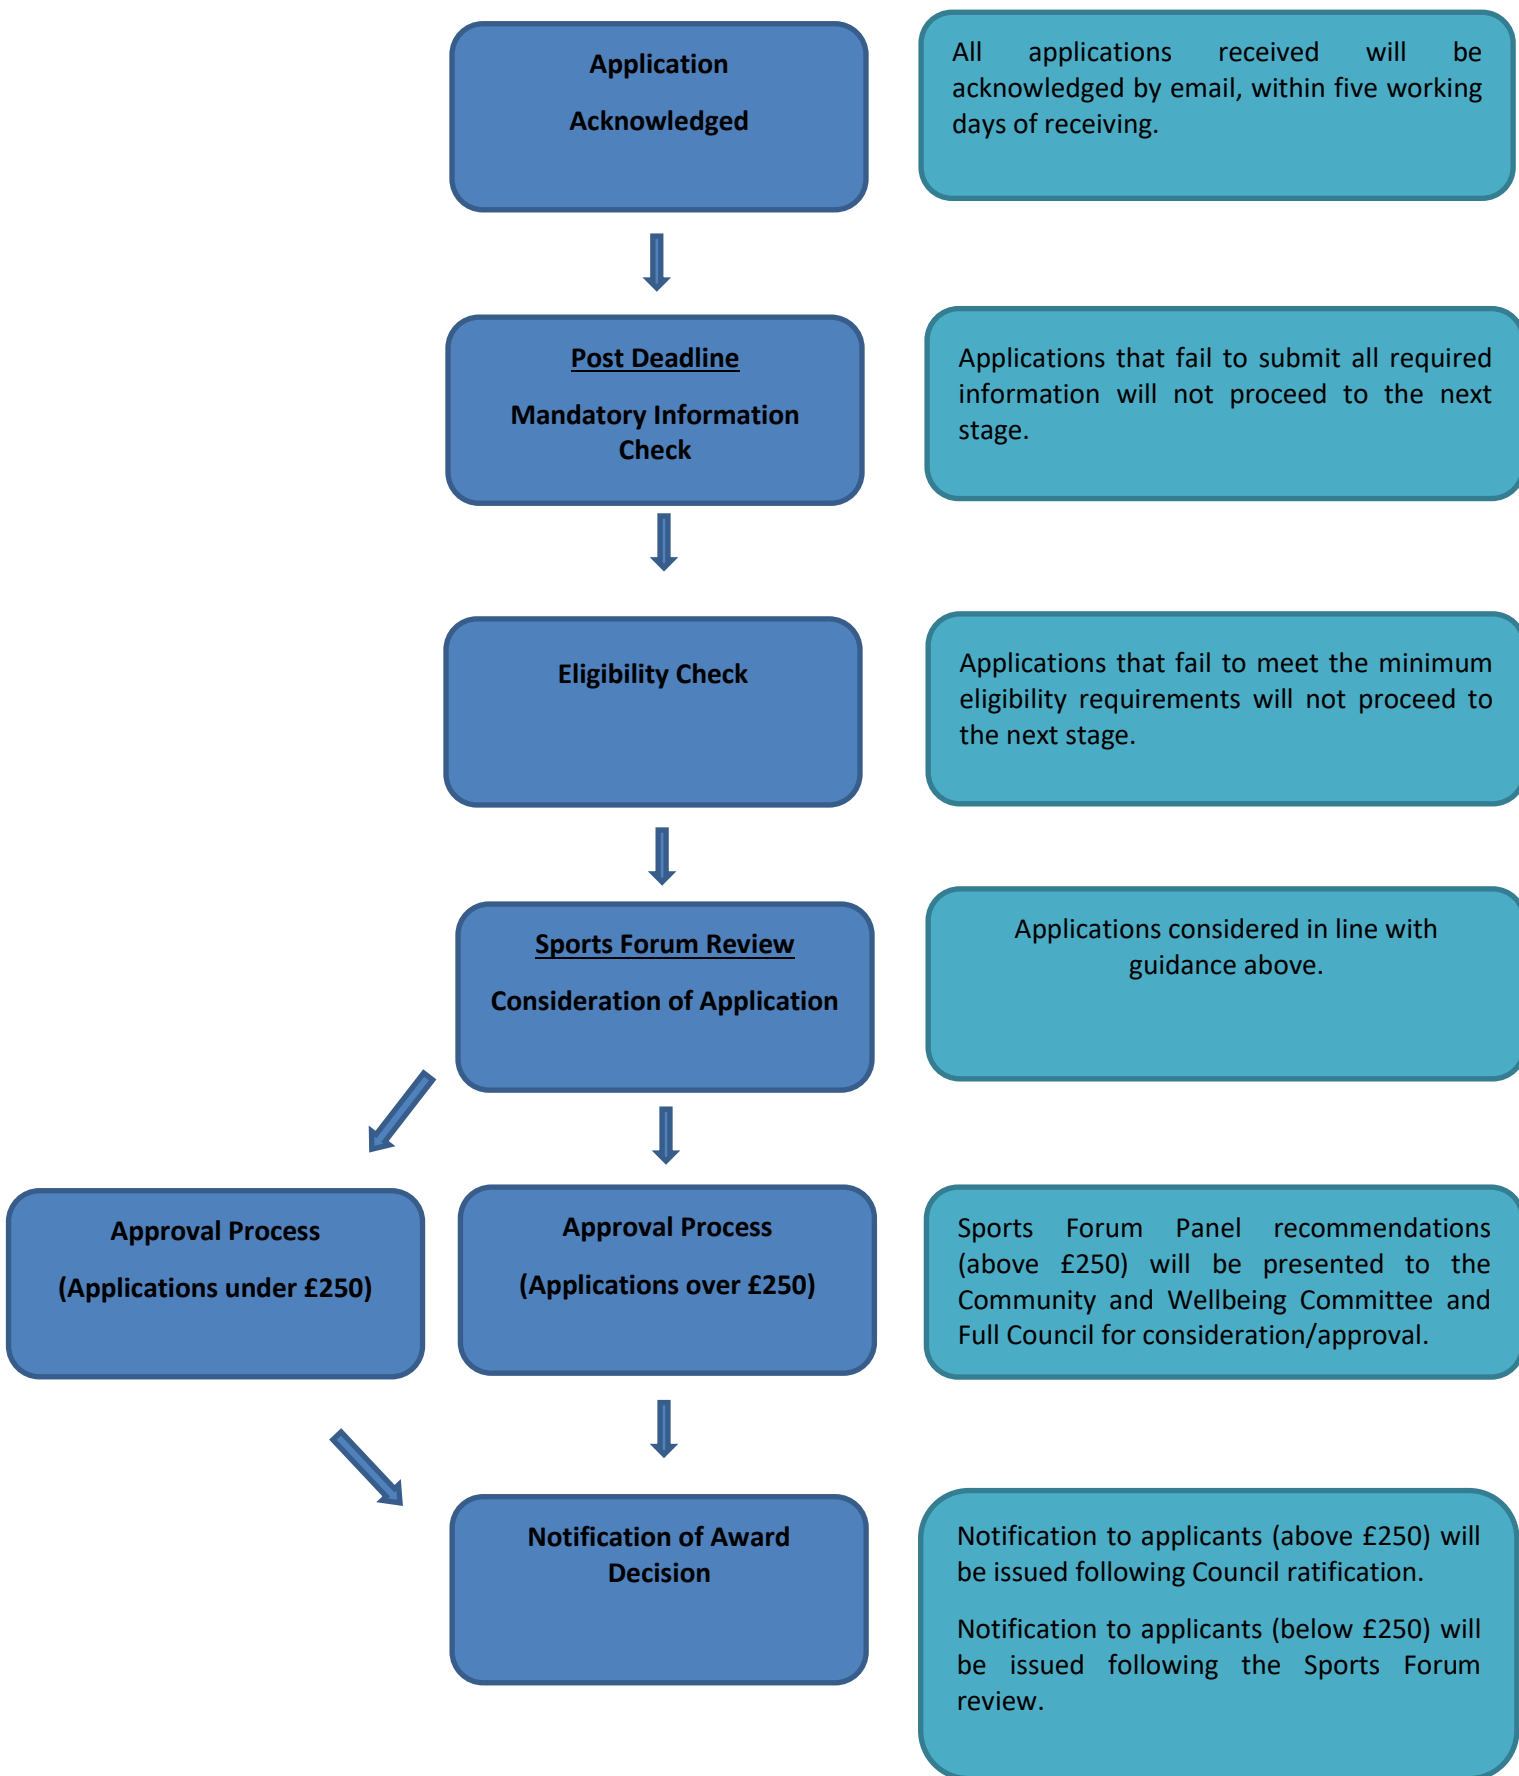 Application
Acknowledged
All applications received will be
acknowledged by email, within five working
days of receiving.
Post Deadline
Mandatory Information
Check
Applications that fail to submit all required
information will not proceed to the next
stage.
Eligibility Check
Applications that fail to meet the minimum
eligibility requirements will not proceed to
the next stage.
Sports Forum Review
Consideration of Application
Applications considered in line with
guidance above.
Approval Process
(Applications under £250)
Approval Process
(Applications over £250)
Sports Forum Panel recommendations
(above £250) will be presented to the
Community and Wellbeing Committee and
Full Council for consideration/approval.
Notification of Award
Decision
Notification to applicants (above £250) will
be issued following Council ratification.
Notification to applicants (below £250) will
be issued following the Sports Forum
review.